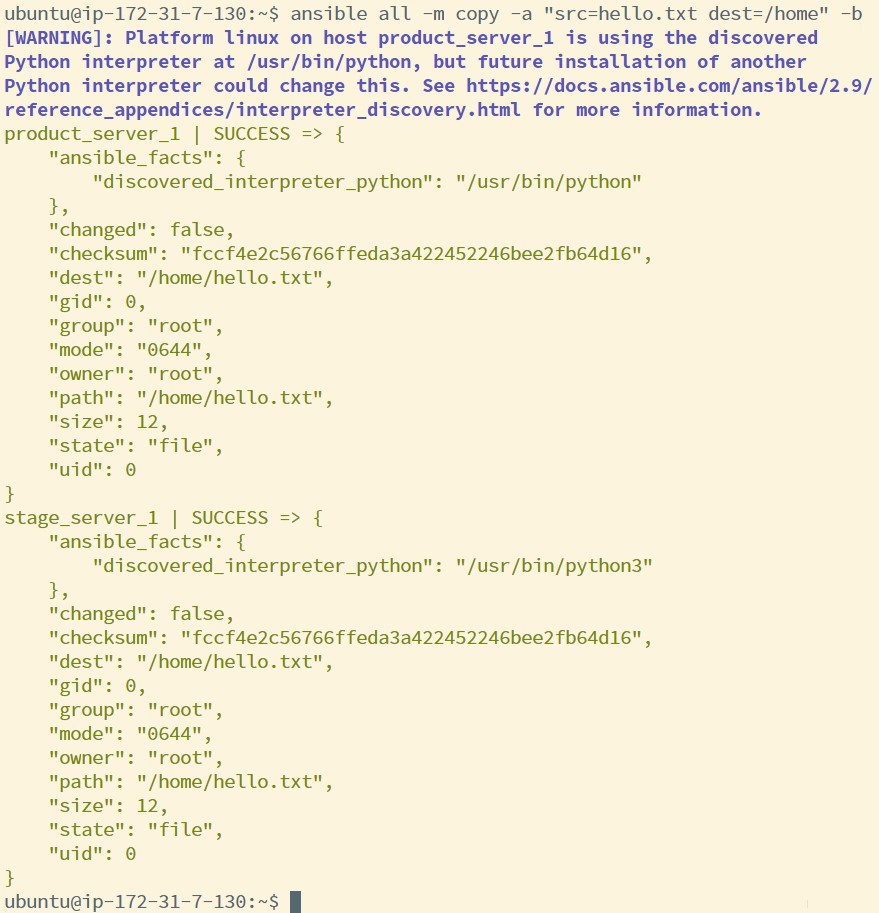 ubuntu@ip-172-31-7-130:~$ ansible all -m copy -a "src=hello.txt dest=/home" -b
[WARNING]: Platform linux on host product_server_1 is using the discovered
Python interpreter at /usr/bin/python, but future installation of another
Python interpreter could change this. See https://docs.ansible.com/ansible/2.9/
reference_appendices/interpreter_discovery.html for more information.
product_server_1 | SUCCESS => {
    "ansible_facts": {
        "discovered_interpreter_python": "/usr/bin/python"
    },
    "changed": false,
    "checksum": "fccf4e2c56766ffeda3a422452246bee2fb64d16",
    "dest": "/home/hello.txt",
    "gid": 0,
    "group": "root",
    "mode": "0644",
    "owner": "root",
    "path": "/home/hello.txt",
    "size": 12,
    "state": "file",
    "uid": 0
}
stage_server_1 | SUCCESS => {
    "ansible_facts": {
        "discovered_interpreter_python": "/usr/bin/python3"
    },
    "changed": false,
    "checksum": "fccf4e2c56766ffeda3a422452246bee2fb64d16",
    "dest": "/home/hello.txt",
    "gid": 0,
    "group": "root",
    "mode": "0644",
    "owner": "root",
    "path": "/home/hello.txt",
    "size": 12,
    "state": "file",
    "uid": 0
}
ubuntu@ip-172-31-7-130:~$